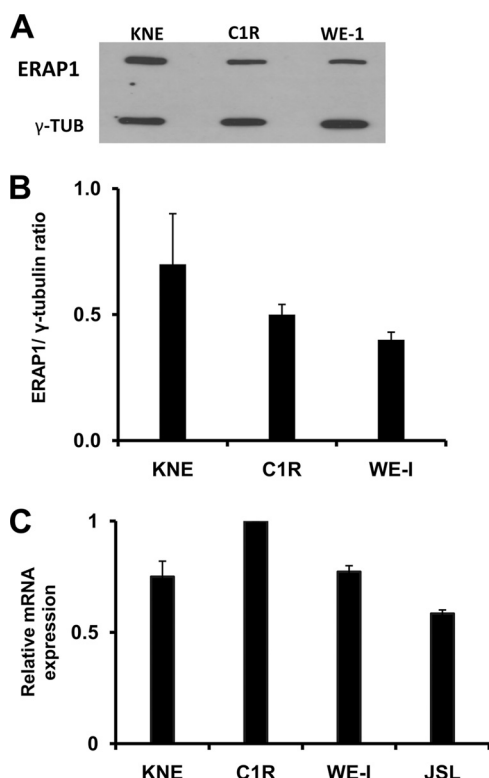 A
KNE C1R WE-1
ERAP1
γ-TUB
B
ERAP1/ γ-tubulin ratio
1.0
0.5
0.0
KNE C1R WE-I
C
Relative mRNA
expression
1
0.5
0
KNE C1R WE-I JSL